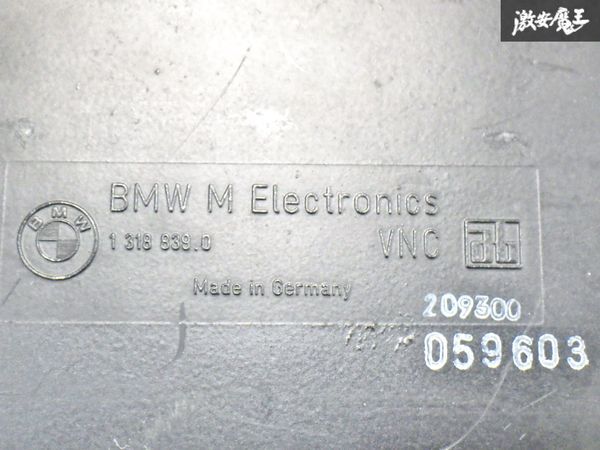 激安魔王
BMW M Electronics
BMW
1 318 839.0 VNC
Made in Germany
209300
059603